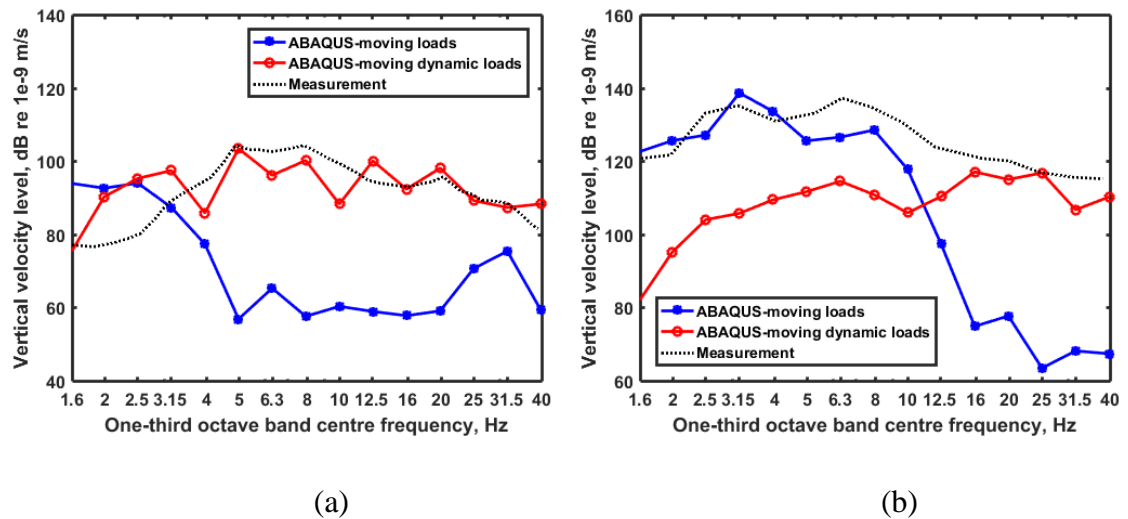 140
120
100
80
60
40
Vertical velocity level, dB re 1e-9 m/s
ABAQUS-moving loads
ABAQUS-moving dynamic loads
Measurement
1.6 2 2.5 3.15 4 5 6.3 8 10 12.5 16 20 25 31.5 40
One-third octave band centre frequency, Hz
(a)
160
140
120
100
80
60
Vertical velocity level, dB re 1e-9 m/s
ABAQUS-moving loads
ABAQUS-moving dynamic loads
Measurement
1.6 2 2.5 3.15 4 5 6.3 8 10 12.5 16 20 25 31.5 40
One-third octave band centre frequency, Hz
(b)